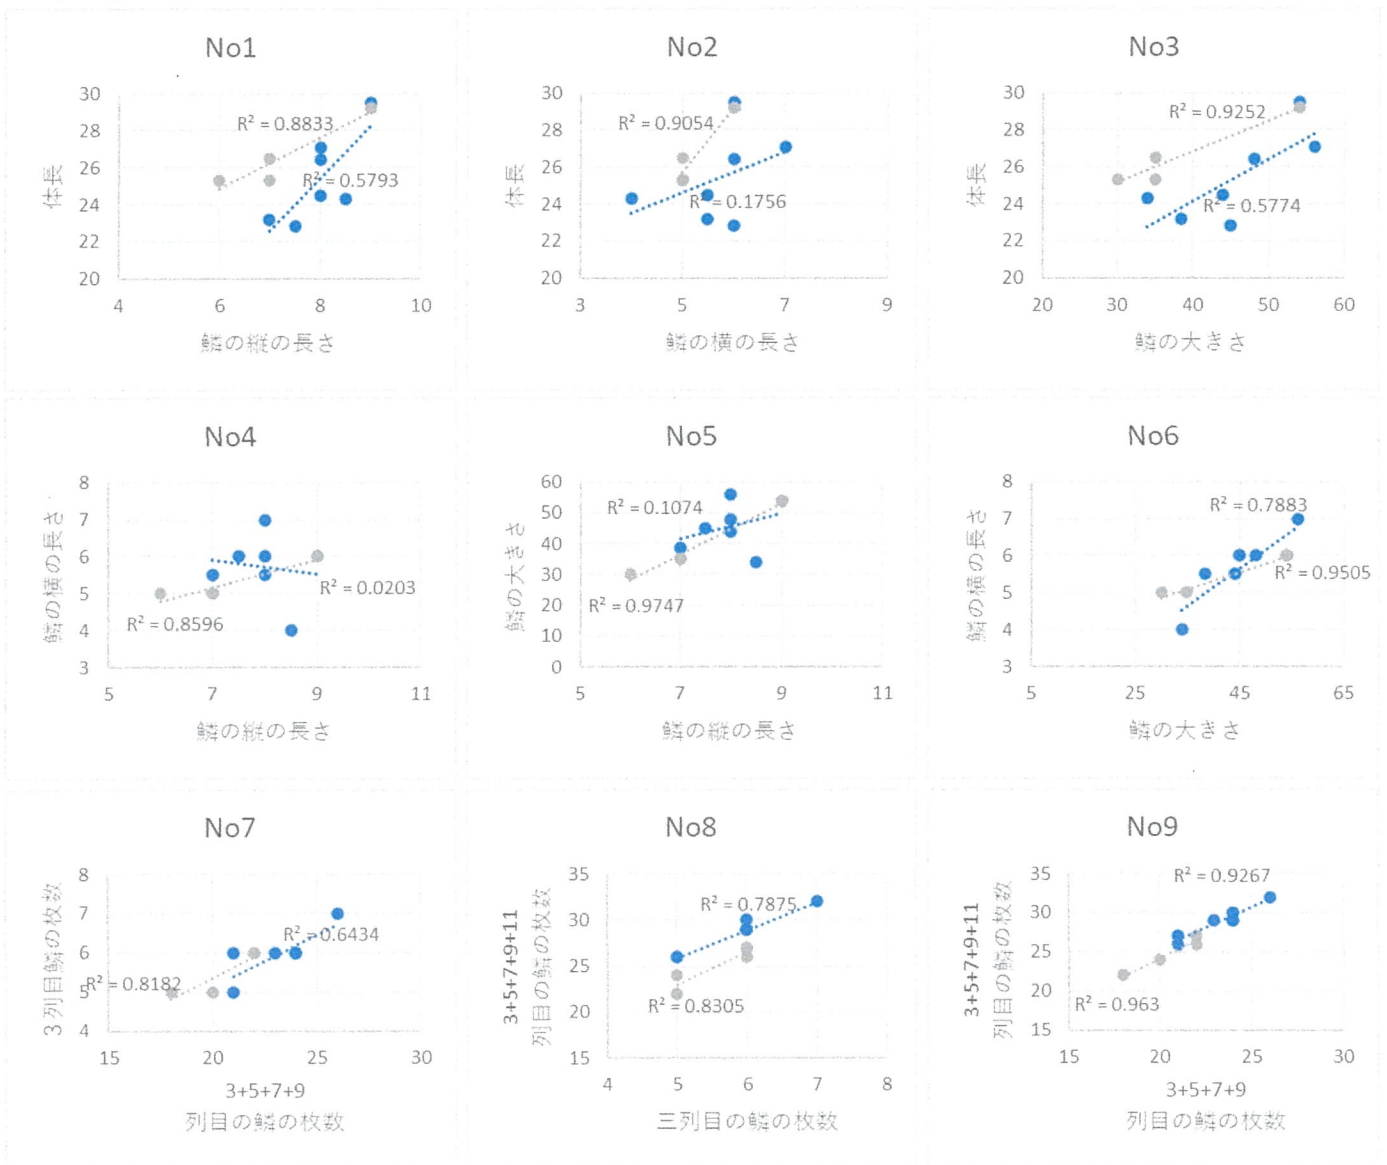 No1
30
28
26
24
22
20
体長
R² = 0.8833
R² = 0.5793
4 6 8 10
鱗の縦の長さ
No2
30
28
26
24
22
20
体長
R² = 0.9054
R² = 0.1756
3 5 7 9
鱗の横の長さ
No3
30
28
26
24
22
20
体長
R² = 0.9252
R² = 0.5774
20 30 40 50 60
鱗の大きさ
No4
8
7
6
5
4
3
鱗の横の長さ
R² = 0.0203
R² = 0.8596
5 7 9 11
鱗の縦の長さ
No5
60
50
40
30
20
10
0
鱗の大きさ
R² = 0.1074
R² = 0.9747
5 7 9 11
鱗の縦の長さ
No6
8
7
6
5
4
3
鱗の横の長さ
R² = 0.7883
R² = 0.9505
5 25 45 65
鱗の大きさ
No7
8
7
6
5
4
3列目鱗の枚数
R² = 0.6434
R² = 0.8182
15 20 25 30
3+5+7+9
列目の鱗の枚数
No8
35
30
25
20
15
3+5+7+9+11
列目の鱗の枚数
R² = 0.7875
R² = 0.8305
4 5 6 7 8
三列目の鱗の枚数
No9
35
30
25
20
15
3+5+7+9+11
列目の鱗の枚数
R² = 0.9267
R² = 0.963
15 20 25 30
3+5+7+9
列目の鱗の枚数